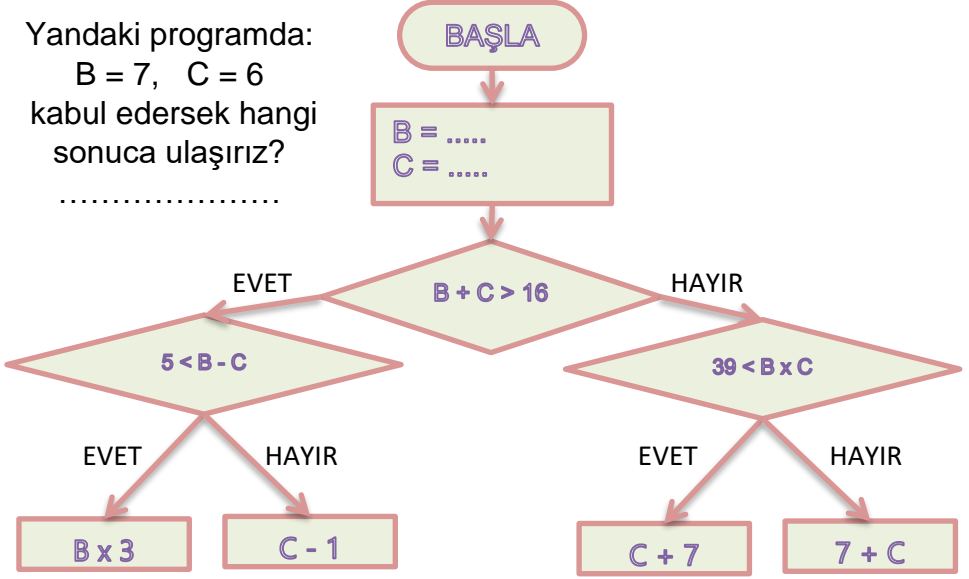 Yandaki programda:
B = 7, C = 6
kabul edersek hangi
sonuca ulaşırız?
…………………
BAŞLA
B = .....
C = .....
B + C > 16
EVET
HAYIR
5 < B - C
39 < B x C
EVET
HAYIR
EVET
HAYIR
B x 3
C - 1
C + 7
7 + C